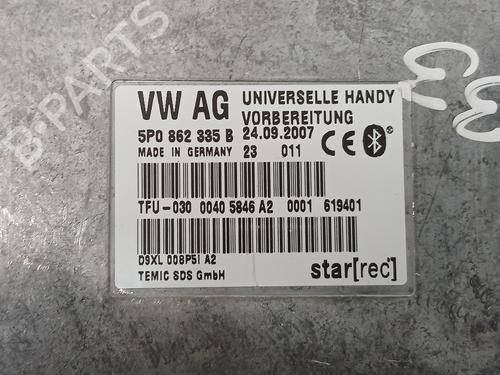 B-PARTS
VW AG UNIVERSELLE HANDY
VORBEREITUNG
5P0 862 335 B 24.09.2007
MADE IN GERMANY 23 011 CE
TFU-030 0040 5846 A2 0001 619401
D9XL 008P5I A2
TEMIC SDS GmbH
star[rec]